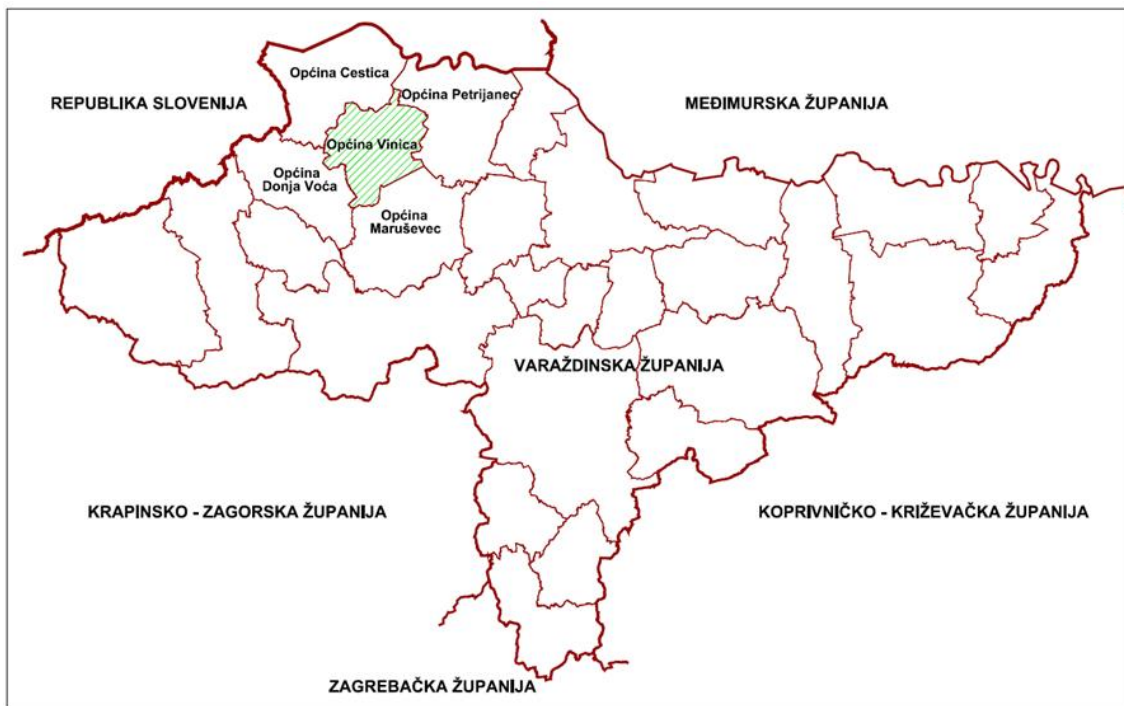 Općina Cestica
REPUBLIKA SLOVENIJA
Općina Petrijanec
MEĐIMURSKA ŽUPANIJA
Općina Vinica
Općina
Donja Voća
Općina
Maruševec
VARAŽDINSKA ŽUPANIJA
KRAPINSKO - ZAGORSKA ŽUPANIJA
KOPRIVNIČKO - KRIŽEVAČKA ŽUPANIJA
ZAGREBAČKA ŽUPANIJA